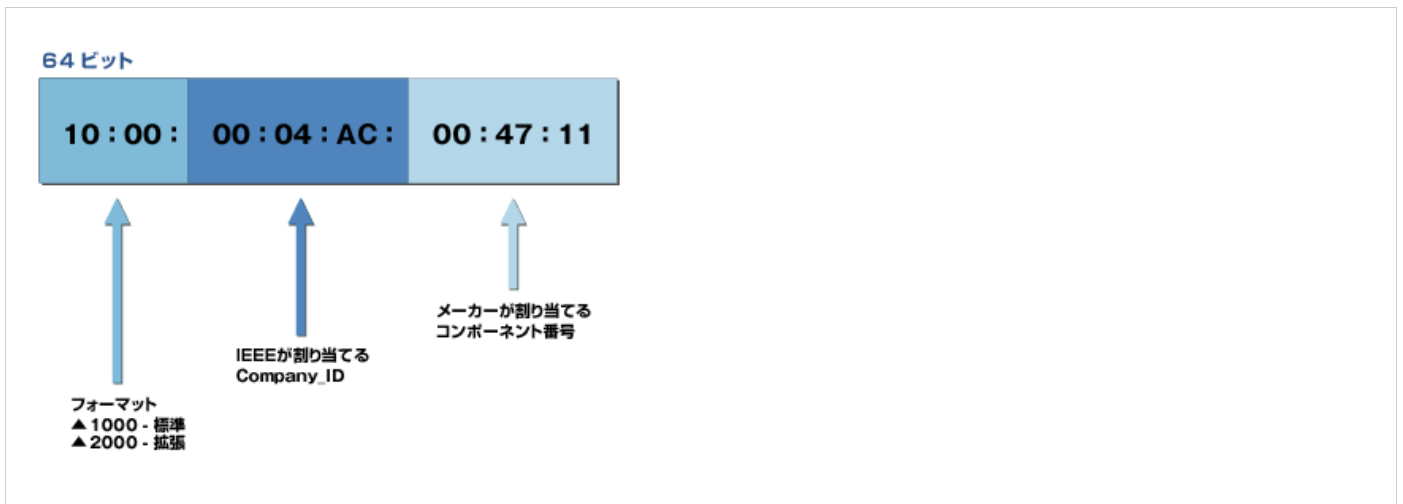 64 ビット
10:00: 00:04:AC: 00:47:11
メーカーが割り当てる
コンポーネント番号
IEEEが割り当てる
Company_ID
フォーマット
▲1000 - 標準
▲2000 - 拡張